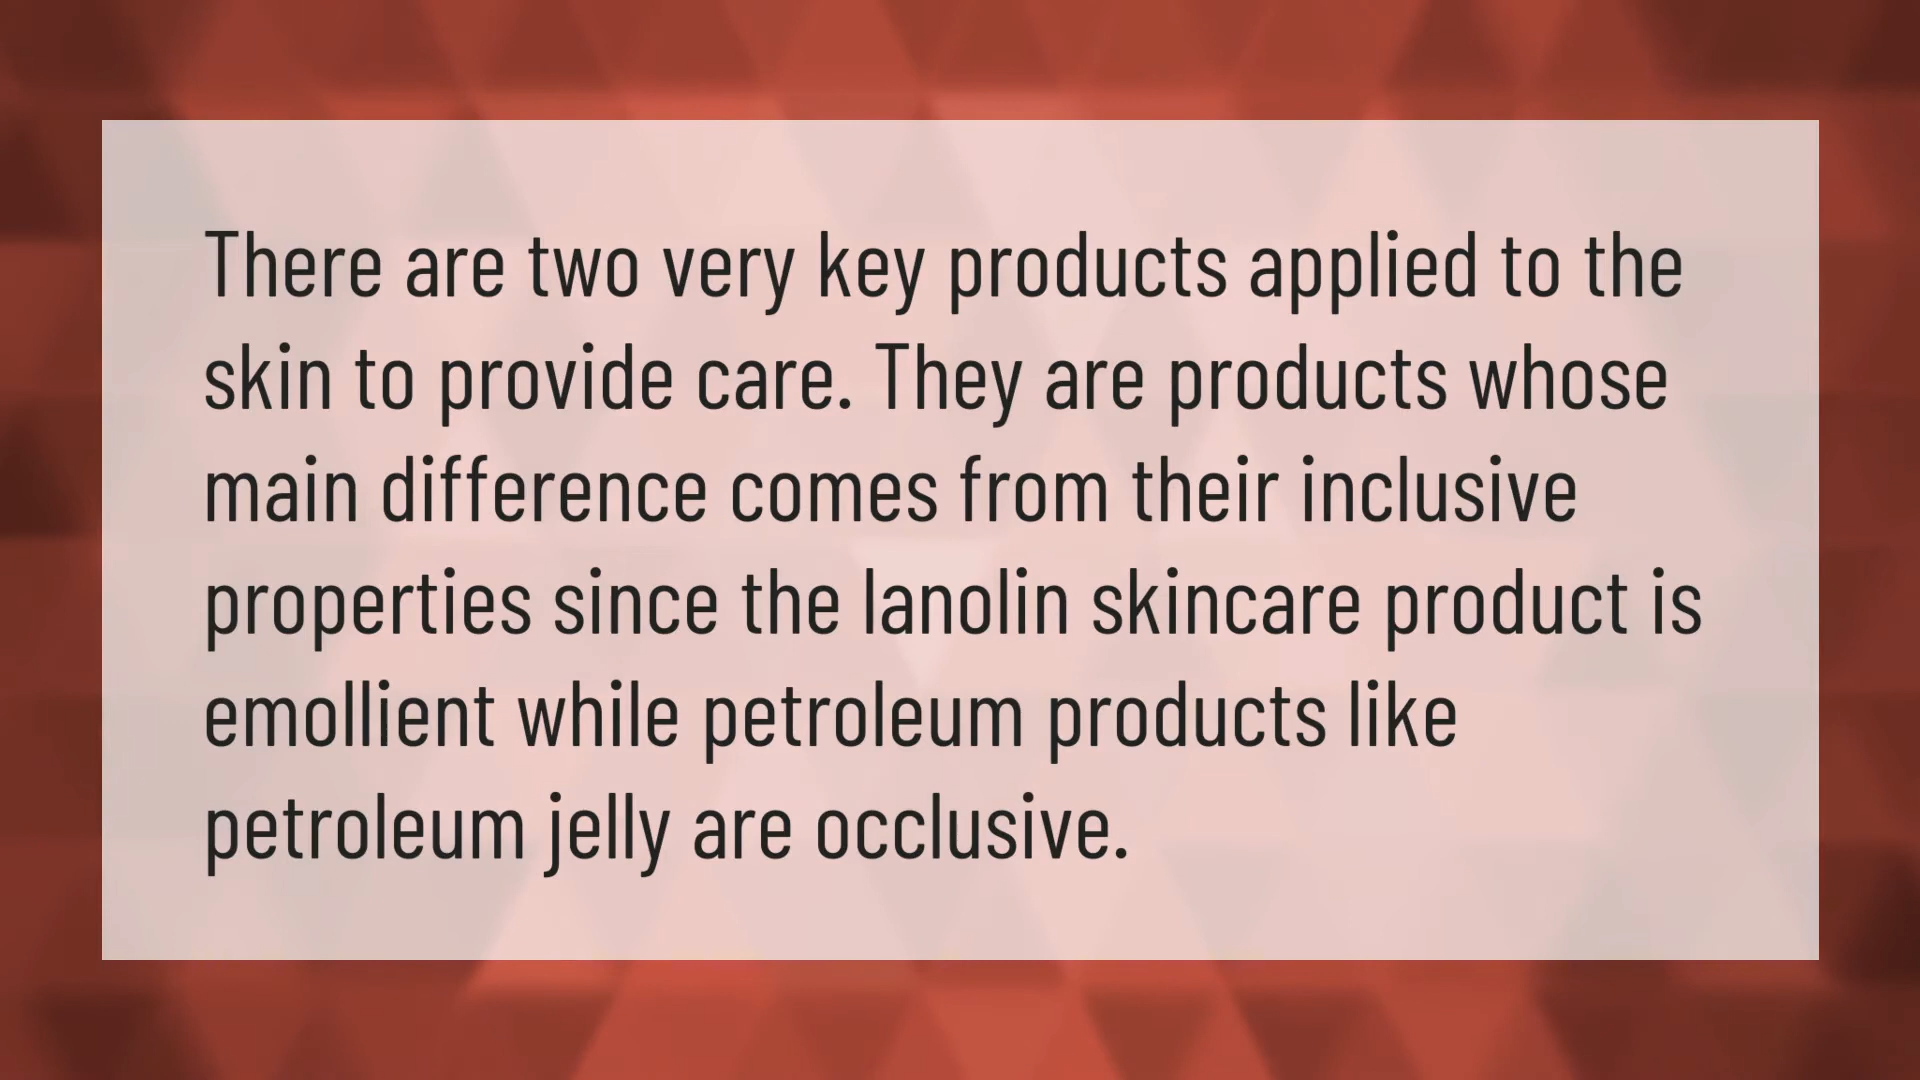 There are two very key products applied to the
skin to provide care. They are products whose
main difference comes from their inclusive
properties since the lanolin skincare product is
emollient while petroleum products like
petroleum jelly are occlusive.